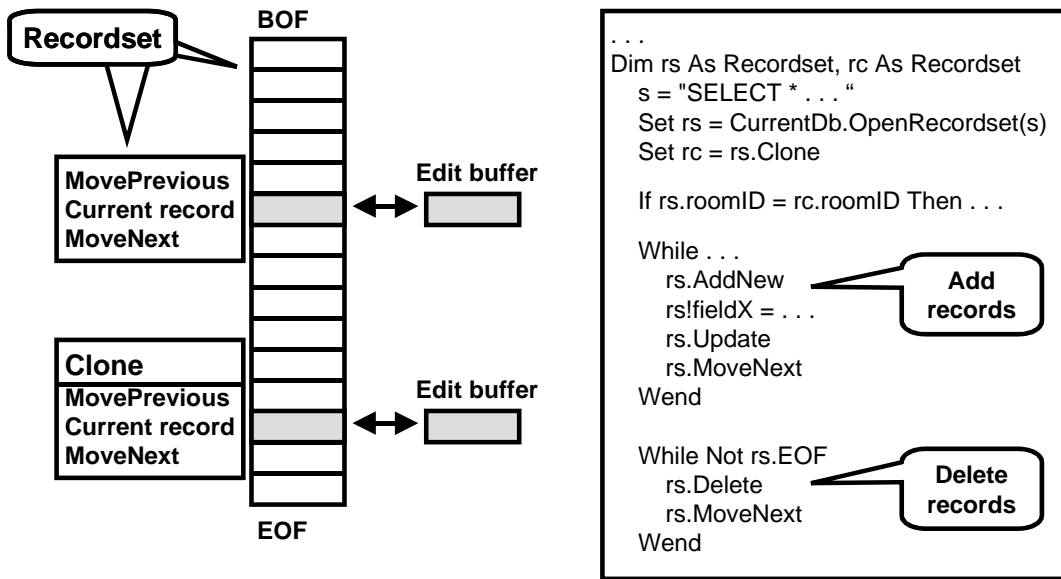 BOF
Recordset
MovePrevious
Current record
MoveNext
Edit buffer
Clone
MovePrevious
Current record
MoveNext
Edit buffer
EOF
. . .
Dim rs As Recordset, rc As Recordset
s = "SELECT * . . . “
Set rs = CurrentDb.OpenRecordset(s)
Set rc = rs.Clone
If rs.roomID = rc.roomID Then . . .
While . . .
rs.AddNew
rs!fieldX = . . .
rs.Update
rs.MoveNext
Wend
Add
records
While Not rs.EOF
rs.Delete
rs.MoveNext
Wend
Delete
records